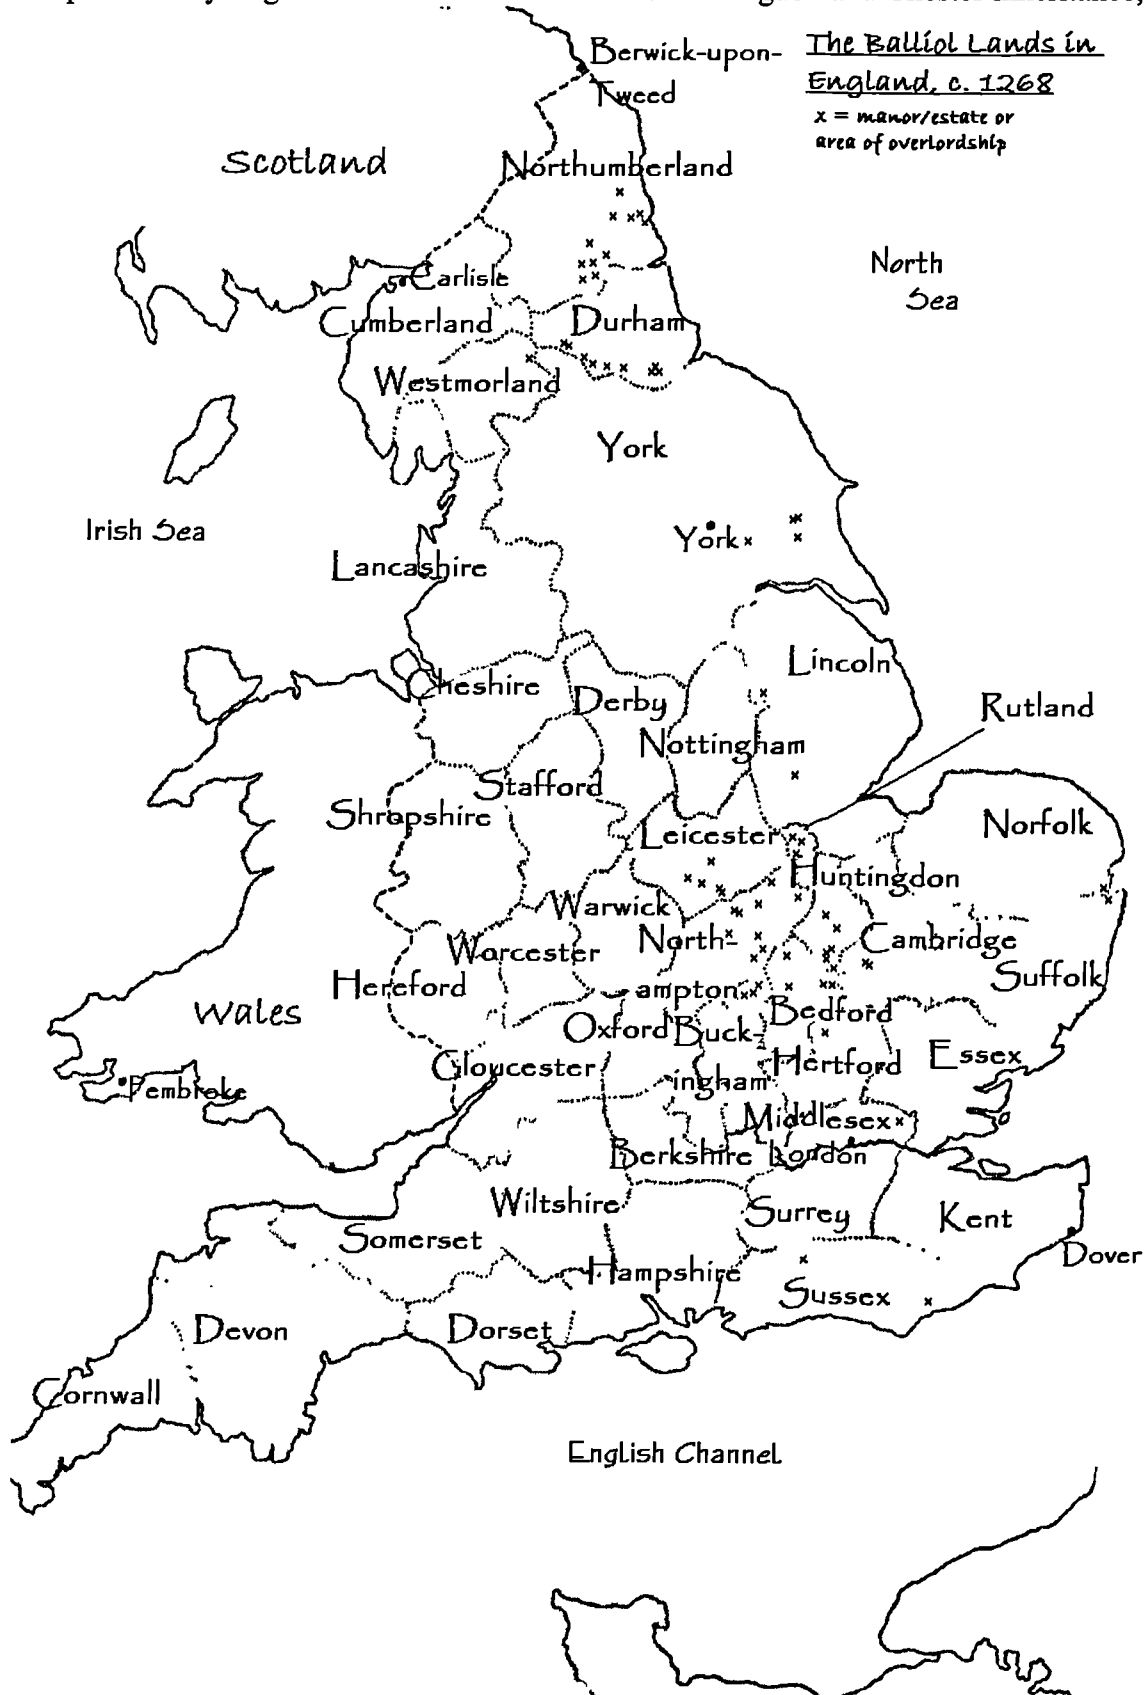 The Balliol Lands in
England, c. 1268
x = manor/estate or
area of overlordship
Berwick-upon-
Tweed
Scotland
Northumberland
North
Sea
Carlisle
Cumberland
Durham
Westmorland
York
Irish Sea
York
Lancashire
Lincoln
Cheshire
Derby
Rutland
Nottingham
Stafford
Shropshire
Norfolk
Leicester
Huntingdon
Warwick
North-
ampton
Cambridge
Worcester
Suffolk
Hereford
Wales
Bedford
Oxford
Buck-
ingham
Essex
Hertford
Gloucester
Pembroke
Middlesex
Berkshire
London
Wiltshire
Surrey
Kent
Somerset
Dover
Hampshire
Sussex
Devon
Dorset
Cornwall
English Channel